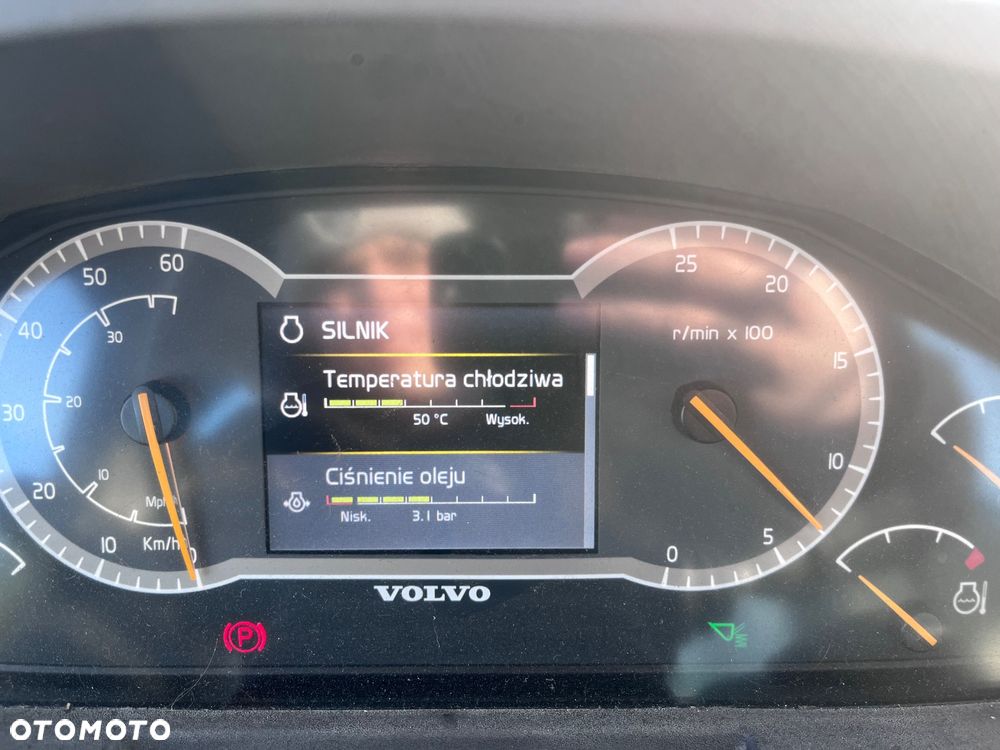 60
50
40
30
20
10
0
30
20
10
Mph
Km/h
SILNIK
Temperatura chłodziwa
50 °C Wysok.
Ciśnienie oleju
Nisk. 3.1 bar
25
20
r/min x 100
15
10
5
0
VOLVO
P
OTOMOTO